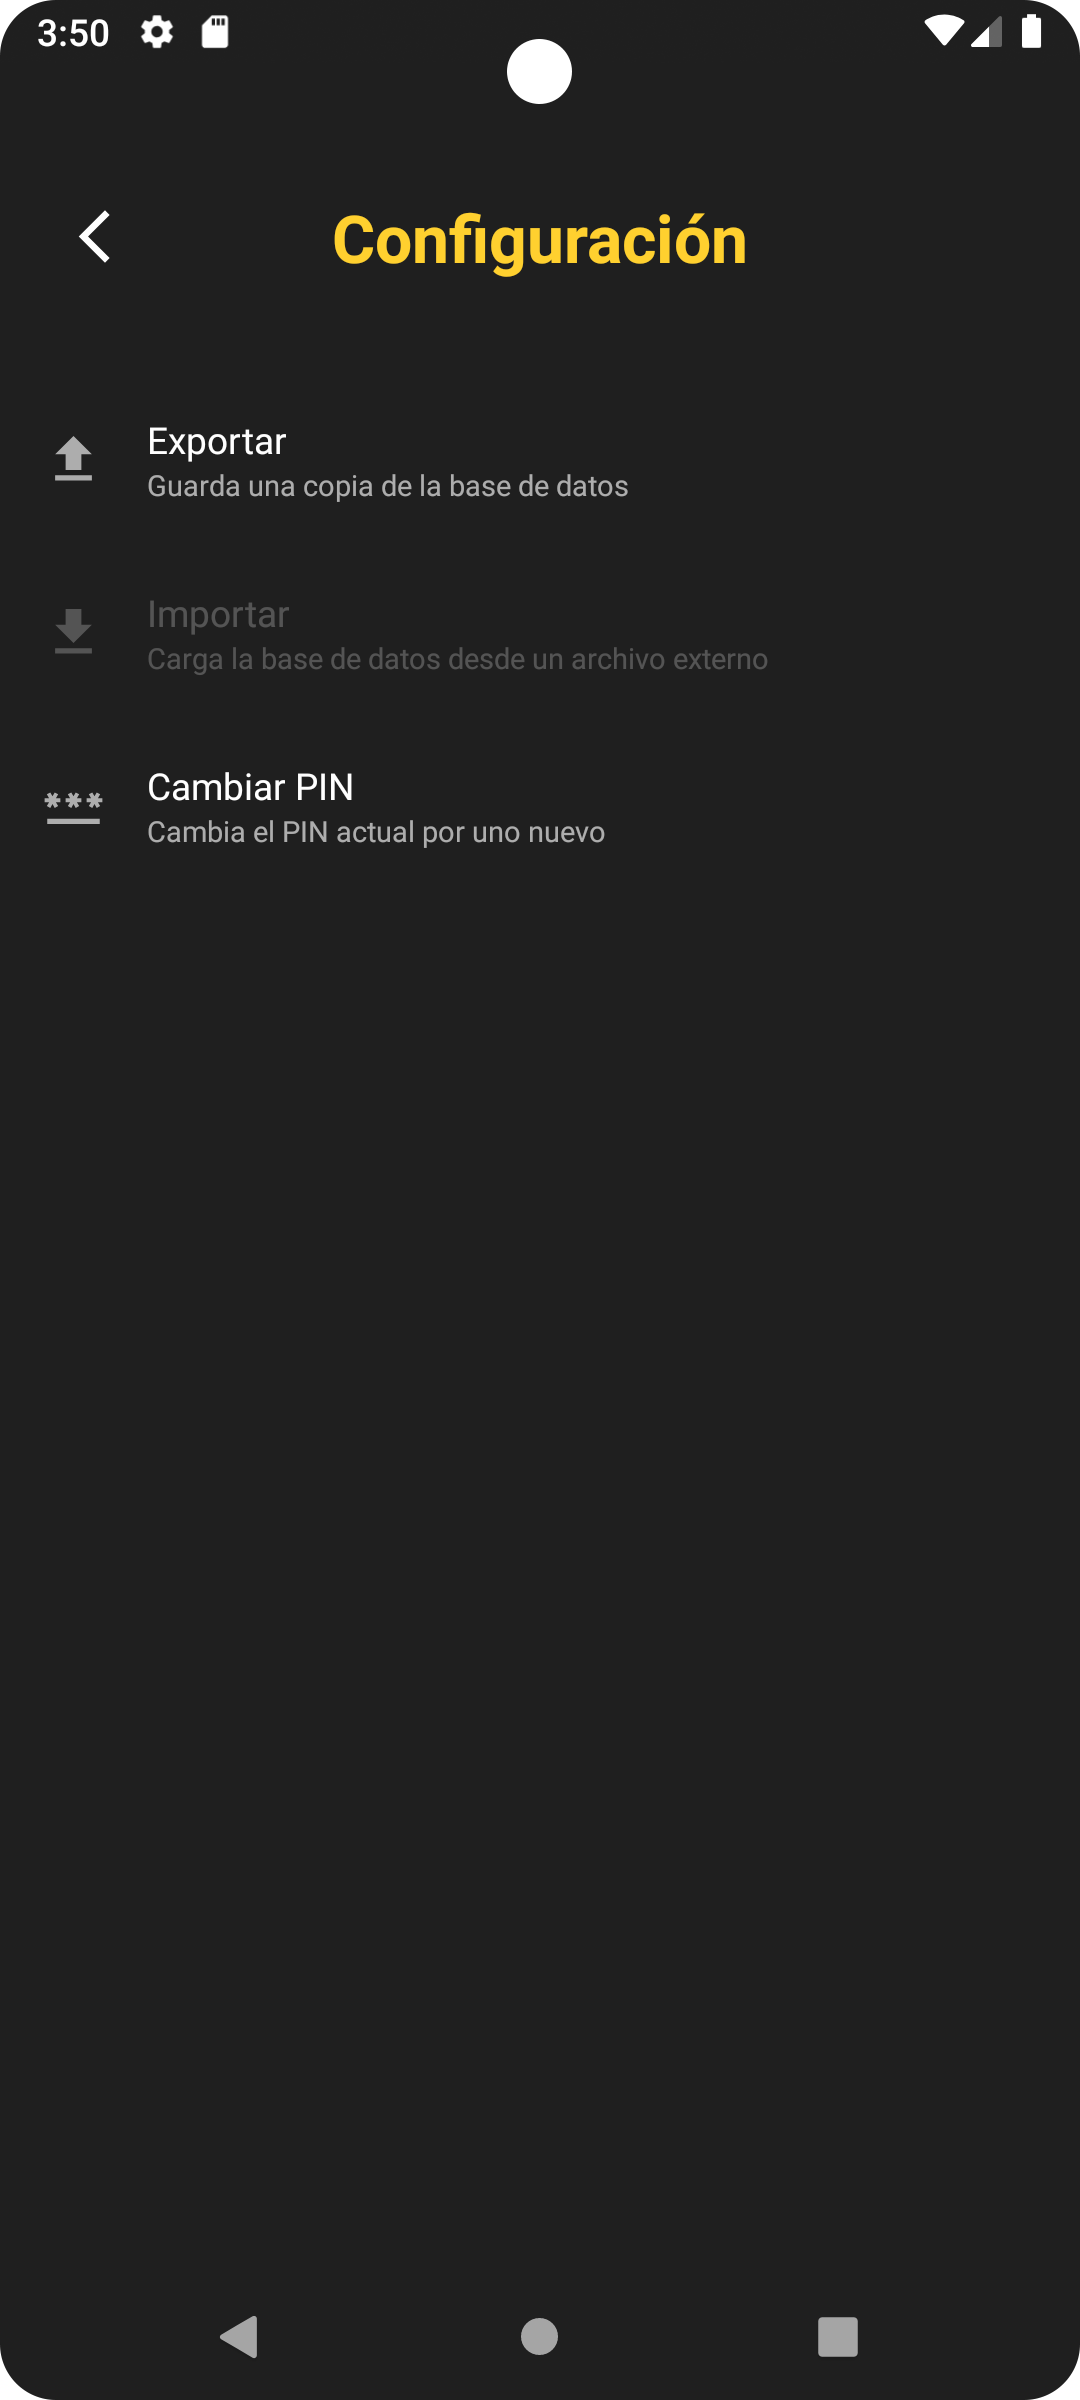 3:50
Configuración
Exportar
Guarda una copia de la base de datos
Importar
Carga la base de datos desde un archivo externo
Cambiar PIN
Cambia el PIN actual por uno nuevo